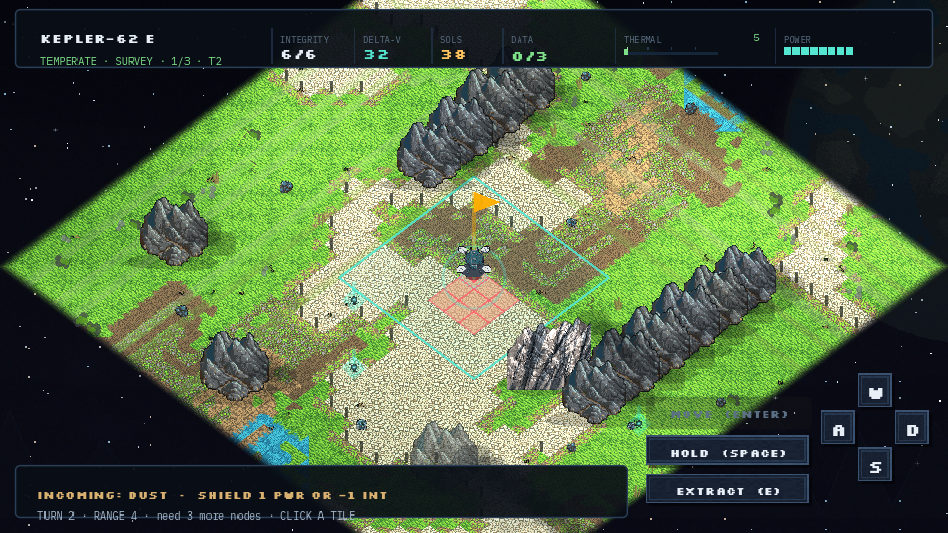 KEPLER-62 E
TEMPERATE · SURVEY · 1/3 · T2
INTEGRITY
6/6
DELTA-V
32
SOLS
38
DATA
0/3
THERMAL
5
POWER
MOVE (ENTER)
HOLD (SPACE)
EXTRACT (E)
W
A
D
S
INCOMING: DUST · SHIELD 1 PWR OR -1 INT
TURN 2 · RANGE 4 · need 3 more nodes · CLICK A TILE